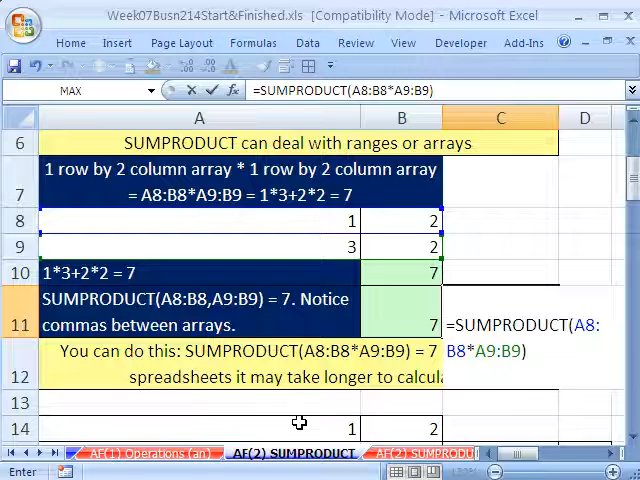 Week07Busn214Start&Finished.xls [Compatibility Mode] - Microsoft Excel
Home Insert Page Layout Formulas Data Review View Developer Add-Ins
MAX =SUMPRODUCT(A8:B8*A9:B9)
A B C D
6 SUMPRODUCT can deal with ranges or arrays
1 row by 2 column array * 1 row by 2 column array
7 = A8:B8*A9:B9 = 1*3+2*2 = 7
8 1 2
9 3 2
10 1*3+2*2 = 7 7
SUMPRODUCT(A8:B8,A9:B9) = 7. Notice
11 commas between arrays. 7 =SUMPRODUCT(A8:
B8*A9:B9)
You can do this: SUMPRODUCT(A8:B8*A9:B9) = 7
12 spreadsheets it may take longer to
13
14 1 2
AF(1) Operations (an) AF(2) SUMPRODUCT AF(2) SUMPRODU
Enter